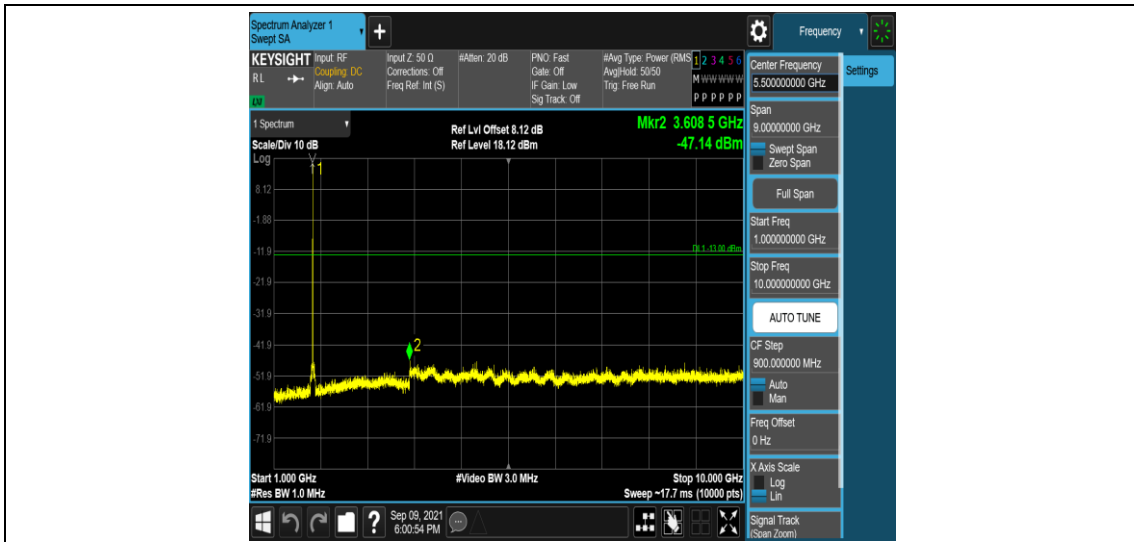 Spectrum Analyzer 1
Swept SA
+
Frequency
KEYSIGHT
RL
LXI
Input: RF
Coupling: DC
Align: Auto
Input Z: 50 Ω
Corrections: Off
Freq Ref: Int (S)
#Atten: 20 dB
PNO: Fast
Gate: Off
IF Gain: Low
Sig Track: Off
#Avg Type: Power (RMS
Avg|Hold: 50/50
Trig: Free Run
1 2 3 4 5 6
M W W W W W
P P P P P P
1 Spectrum
Scale/Div 10 dB
Log
Ref Lvl Offset 8.12 dB
Ref Level 18.12 dBm
Mkr2 3.608 5 GHz
-47.14 dBm
1
8.12
-1.88
-11.9
DL1 -13.00 dBm
-21.9
-31.9
-41.9
2
-51.9
-61.9
-71.9
Start 1.000 GHz
#Res BW 1.0 MHz
#Video BW 3.0 MHz
Stop 10.000 GHz
Sweep ~17.7 ms (10000 pts)
?
Sep 09, 2021
6:00:54 PM
Center Frequency
5.500000000 GHz
Settings
Span
9.00000000 GHz
Swept Span
Zero Span
Full Span
Start Freq
1.000000000 GHz
Stop Freq
10.000000000 GHz
AUTO TUNE
CF Step
900.000000 MHz
Auto
Man
Freq Offset
0 Hz
X Axis Scale
Log
Lin
Signal Track
(Span Zoom)